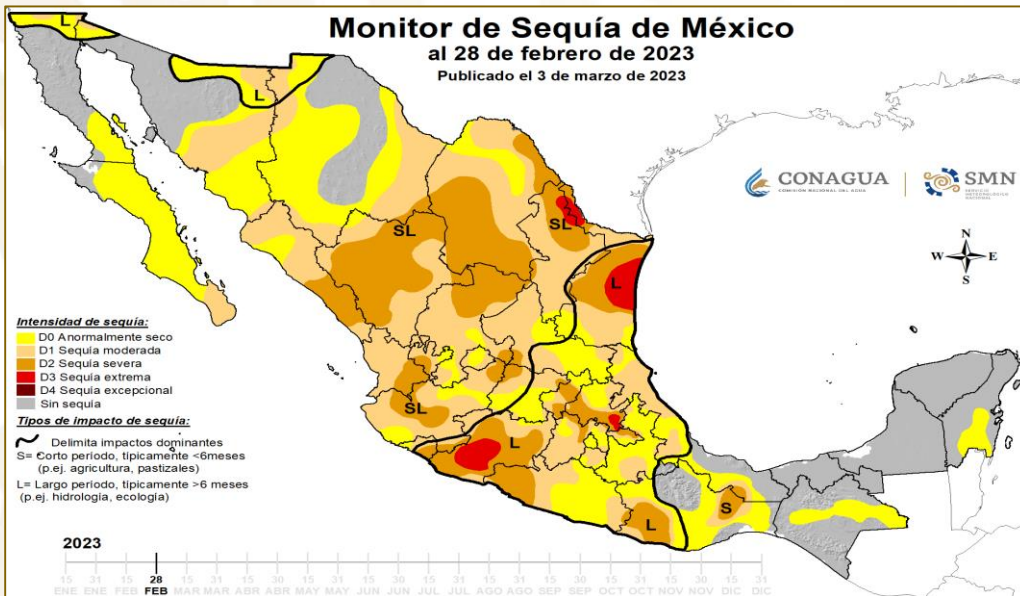 Monitor de Sequía de México
al 28 de febrero de 2023
Publicado el 3 de marzo de 2023
L
L
CONAGUA
COMISIÓN NACIONAL DEL AGUA
SMN
SERVICIO
METEOROLÓGICO
NACIONAL
N
W E
S
SL
SL
L
SL
L
L
S
Intensidad de sequía:
D0 Anormalmente seco
D1 Sequía moderada
D2 Sequía severa
D3 Sequía extrema
D4 Sequía excepcional
Sin sequía
Tipos de impacto de sequía:
Delimita impactos dominantes
S= Corto período, típicamente <6meses
(p.ej. agricultura, pastizales)
L= Largo período, típicamente >6 meses
(p.ej. hidrología, ecología)
2023
15 31 15 28 15 31 15 30 15 31 15 30 15 31 15 31 15 30 15 31 15 30 15 31
ENE ENE FEB FEB MAR MAR ABR ABR MAY MAY JUN JUN JUL JUL AGO AGO SEP SEP OCT OCT NOV NOV DIC DIC